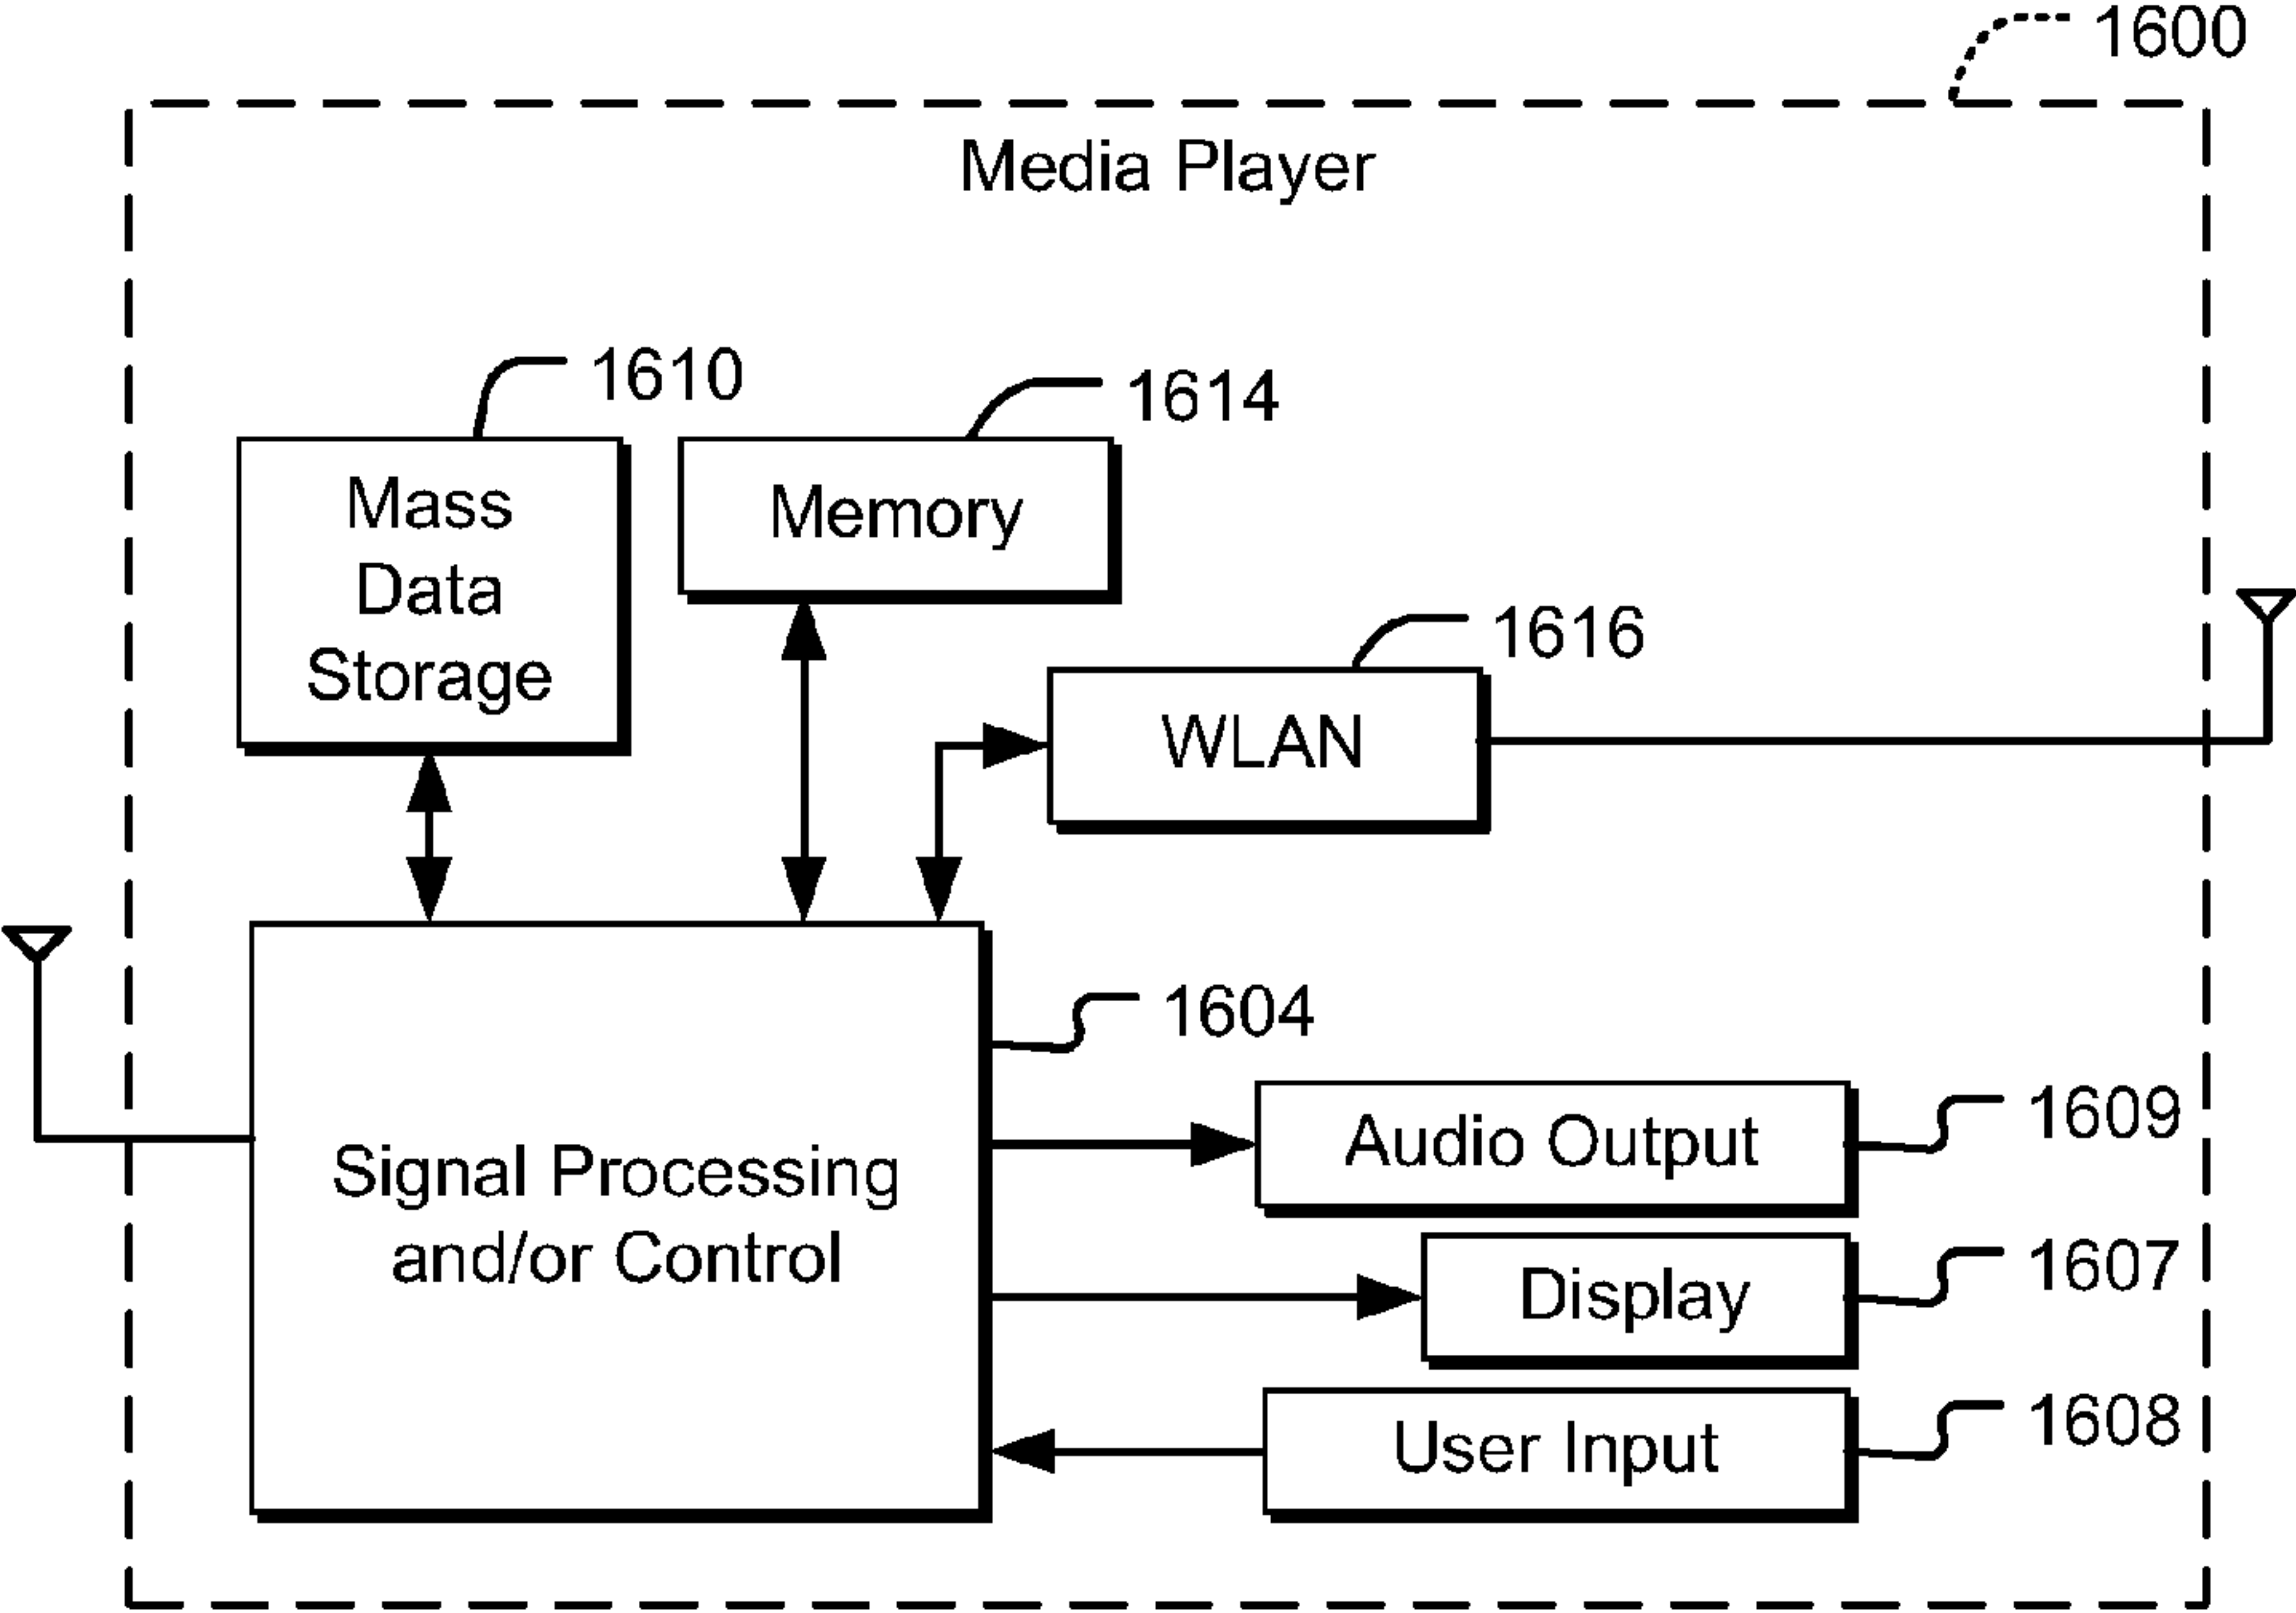 1600
Media Player
1610
1614
Mass
Data
Storage
Memory
1616
WLAN
1604
Signal Processing
and/or Control
Audio Output
1609
Display
1607
User Input
1608